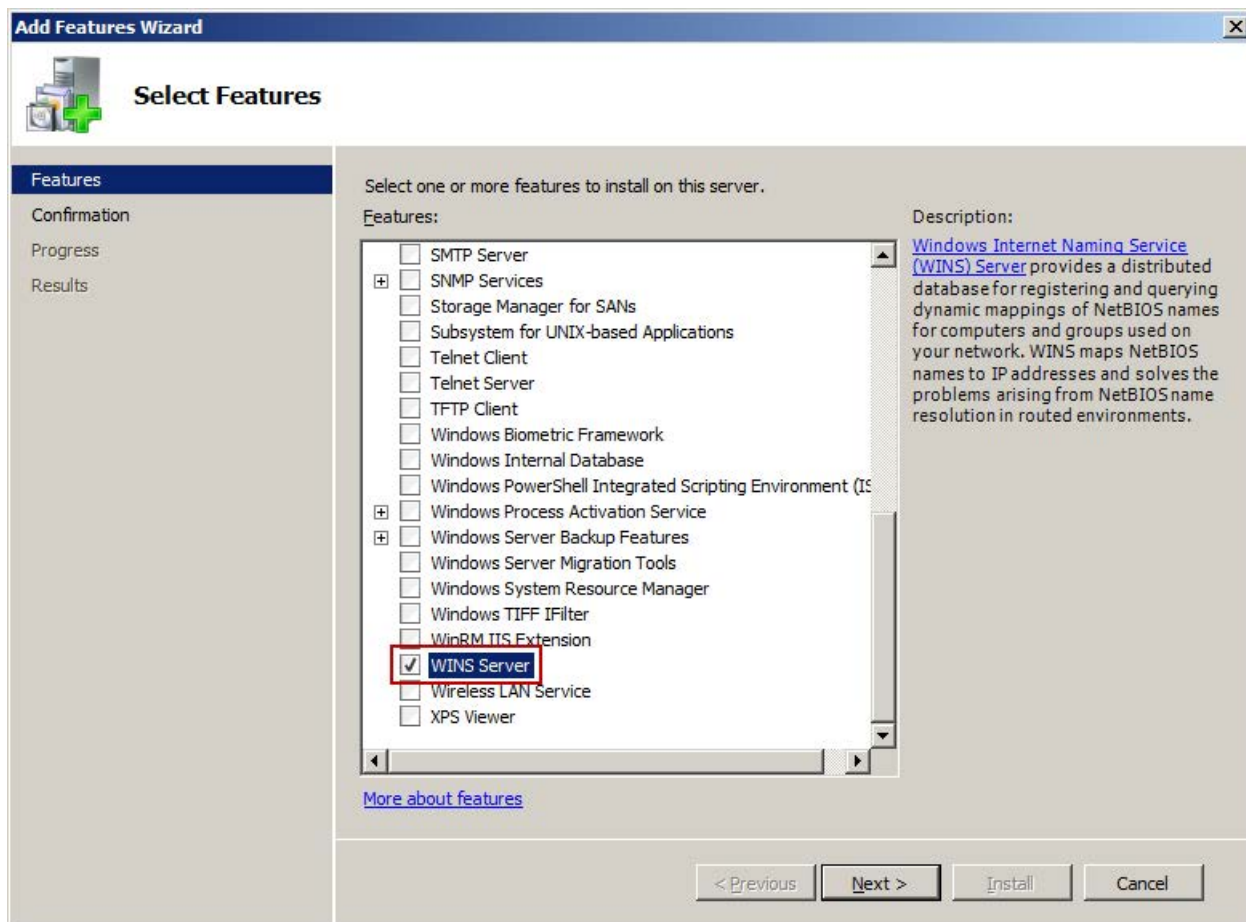 Add Features Wizard
Select Features
Features
Confirmation
Progress
Results
Select one or more features to install on this server.
Features:
SMTP Server
SNMP Services
Storage Manager for SANs
Subsystem for UNIX-based Applications
Telnet Client
Telnet Server
TFTP Client
Windows Biometric Framework
Windows Internal Database
Windows PowerShell Integrated Scripting Environment (IS
Windows Process Activation Service
Windows Server Backup Features
Windows Server Migration Tools
Windows System Resource Manager
Windows TIFF IFilter
WinRM IIS Extension
WINS Server
Wireless LAN Service
XPS Viewer
More about features
Description:
Windows Internet Naming Service
(WINS) Server provides a distributed
database for registering and querying
dynamic mappings of NetBIOS names
for computers and groups used on
your network. WINS maps NetBIOS
names to IP addresses and solves the
problems arising from NetBIOS name
resolution in routed environments.
< Previous
Next >
Install
Cancel